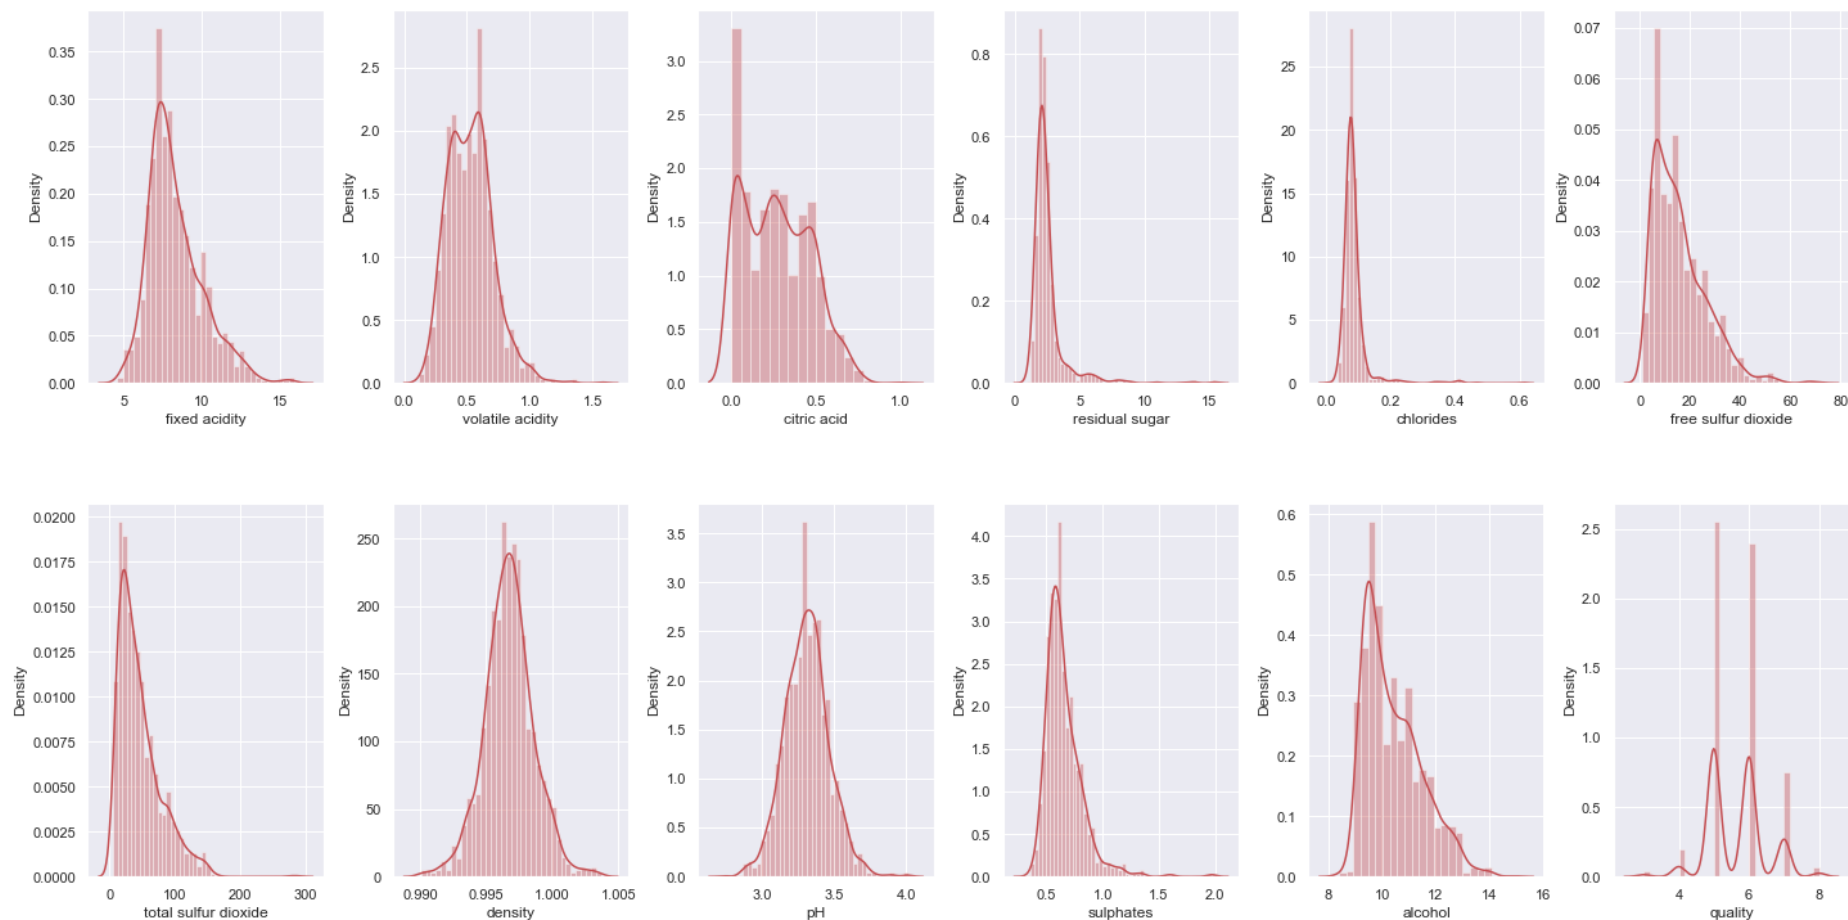 Density
0.35
0.30
0.25
0.20
0.15
0.10
0.05
0.00
5 10 15
fixed acidity
Density
2.5
2.0
1.5
1.0
0.5
0.0
0.0 0.5 1.0 1.5
volatile acidity
Density
3.0
2.5
2.0
1.5
1.0
0.5
0.0
0.0 0.5 1.0
citric acid
Density
0.8
0.6
0.4
0.2
0.0
0 5 10 15
residual sugar
Density
25
20
15
10
5
0
0.0 0.2 0.4 0.6
chlorides
Density
0.07
0.06
0.05
0.04
0.03
0.02
0.01
0.00
0 20 40 60 80
free sulfur dioxide
Density
0.0200
0.0175
0.0150
0.0125
0.0100
0.0075
0.0050
0.0025
0.0000
0 100 200 300
total sulfur dioxide
Density
250
200
150
100
50
0
0.990 0.995 1.000 1.005
density
Density
3.5
3.0
2.5
2.0
1.5
1.0
0.5
0.0
3.0 3.5 4.0
pH
Density
4.0
3.5
3.0
2.5
2.0
1.5
1.0
0.5
0.0
0.5 1.0 1.5 2.0
sulphates
Density
0.6
0.5
0.4
0.3
0.2
0.1
0.0
8 10 12 14 16
alcohol
Density
2.5
2.0
1.5
1.0
0.5
0.0
4 6 8
quality